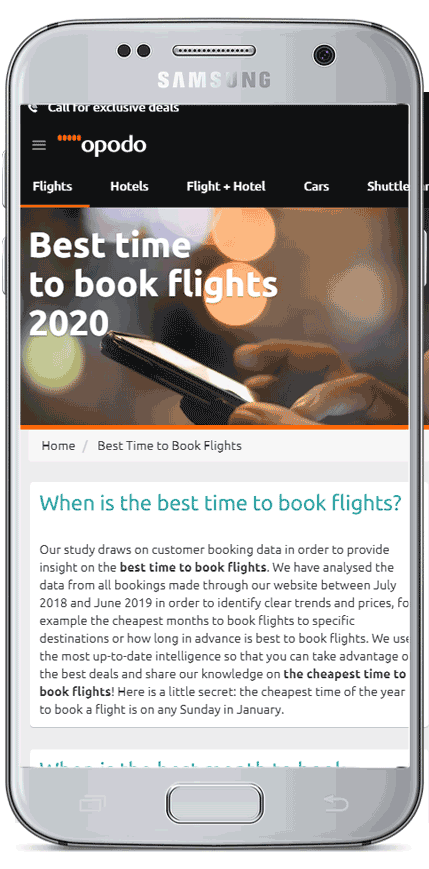 SAMSUNG
Call for exclusive deals
opodo
Flights Hotels Flight + Hotel Cars
Best time
to book flights
2020
Home / Best Time to Book Flights
When is the best time to book flights?
Our study draws on customer booking data in order to provide
insight on the best time to book flights. We have analysed the
data from all bookings made through our website between July
2018 and June 2019 in order to identify clear trends and prices, fo
example the cheapest months to book flights to specific
destinations or how long in advance is best to book flights. We use
the most up-to-date intelligence so that you can take advantage o
the best deals and share our knowledge on the cheapest time to
book flights! Here is a little secret: the cheapest time of the year
to book a flight is on any Sunday in January.
When is the best month to book